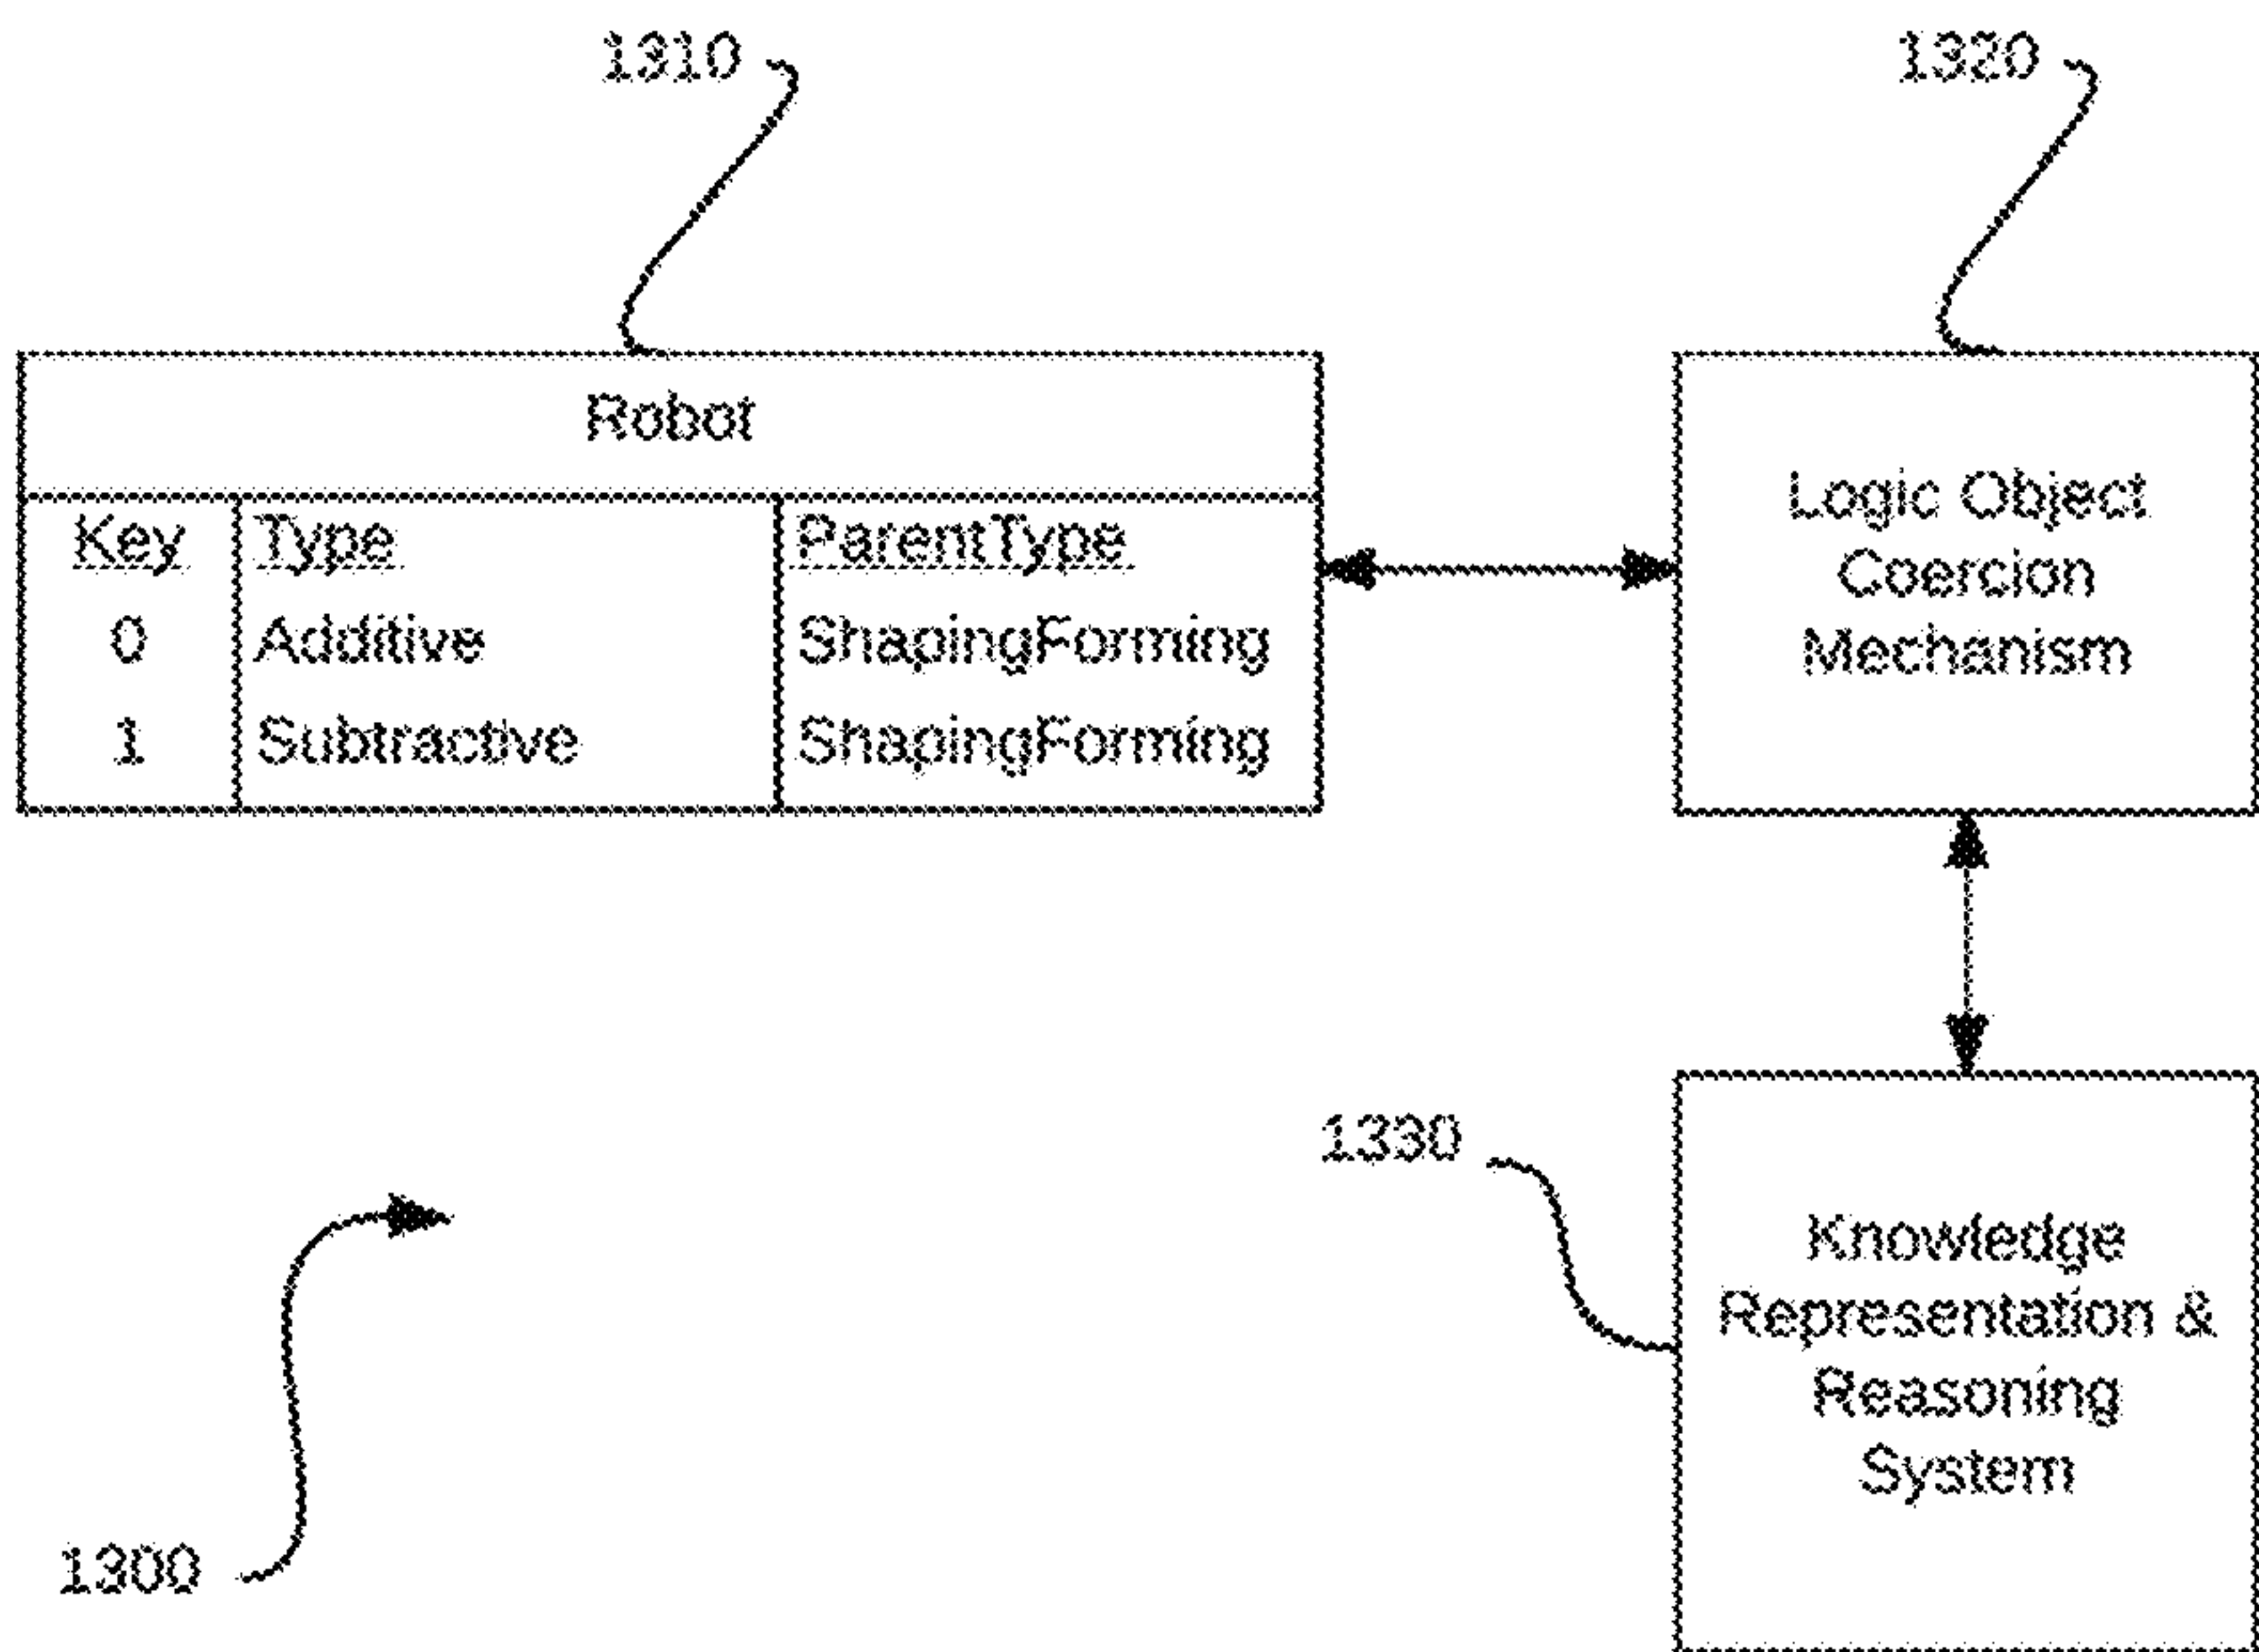 1310
1320
Robot
Key Type ParentType
0 Additive ShapingForming
1 Subtractive ShapingForming
Logic Object
Coercion
Mechanism
1330
Knowledge
Representation &
Reasoning
System
1300